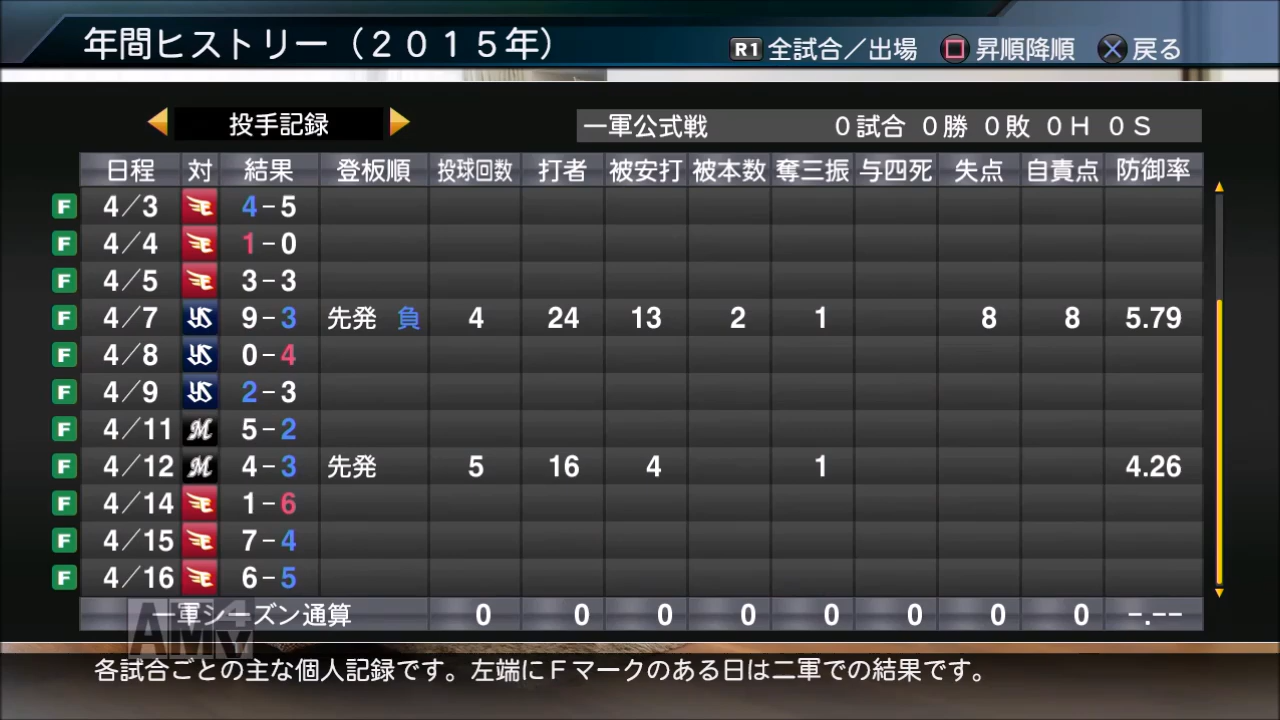 年間ヒストリー（２０１５年）
R1 全試合／出場 昇順降順 戻る
投手記録
一軍公式戦 0試合 0勝 0敗 0H 0S
日程 対 結果 登板順 投球回数 打者 被安打 被本数 奪三振 与四死 失点 自責点 防御率
F 4/3 E 4-5
F 4/4 E 1-0
F 4/5 E 3-3
F 4/7 YS 9-3 先発 負 4 24 13 2 1 8 8 5.79
F 4/8 YS 0-4
F 4/9 YS 2-3
F 4/11 M 5-2
F 4/12 M 4-3 先発 5 16 4 1 4.26
F 4/14 E 1-6
F 4/15 E 7-4
F 4/16 E 6-5
一軍シーズン通算 0 0 0 0 0 0 0 0 -.--
各試合ごとの主な個人記録です。左端にＦマークのある日は二軍での結果です。